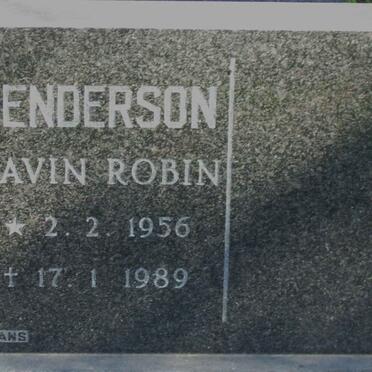 ENDERSON
AVIN ROBIN
★ 2. 2. 1956
† 17. 1 1989
ANS